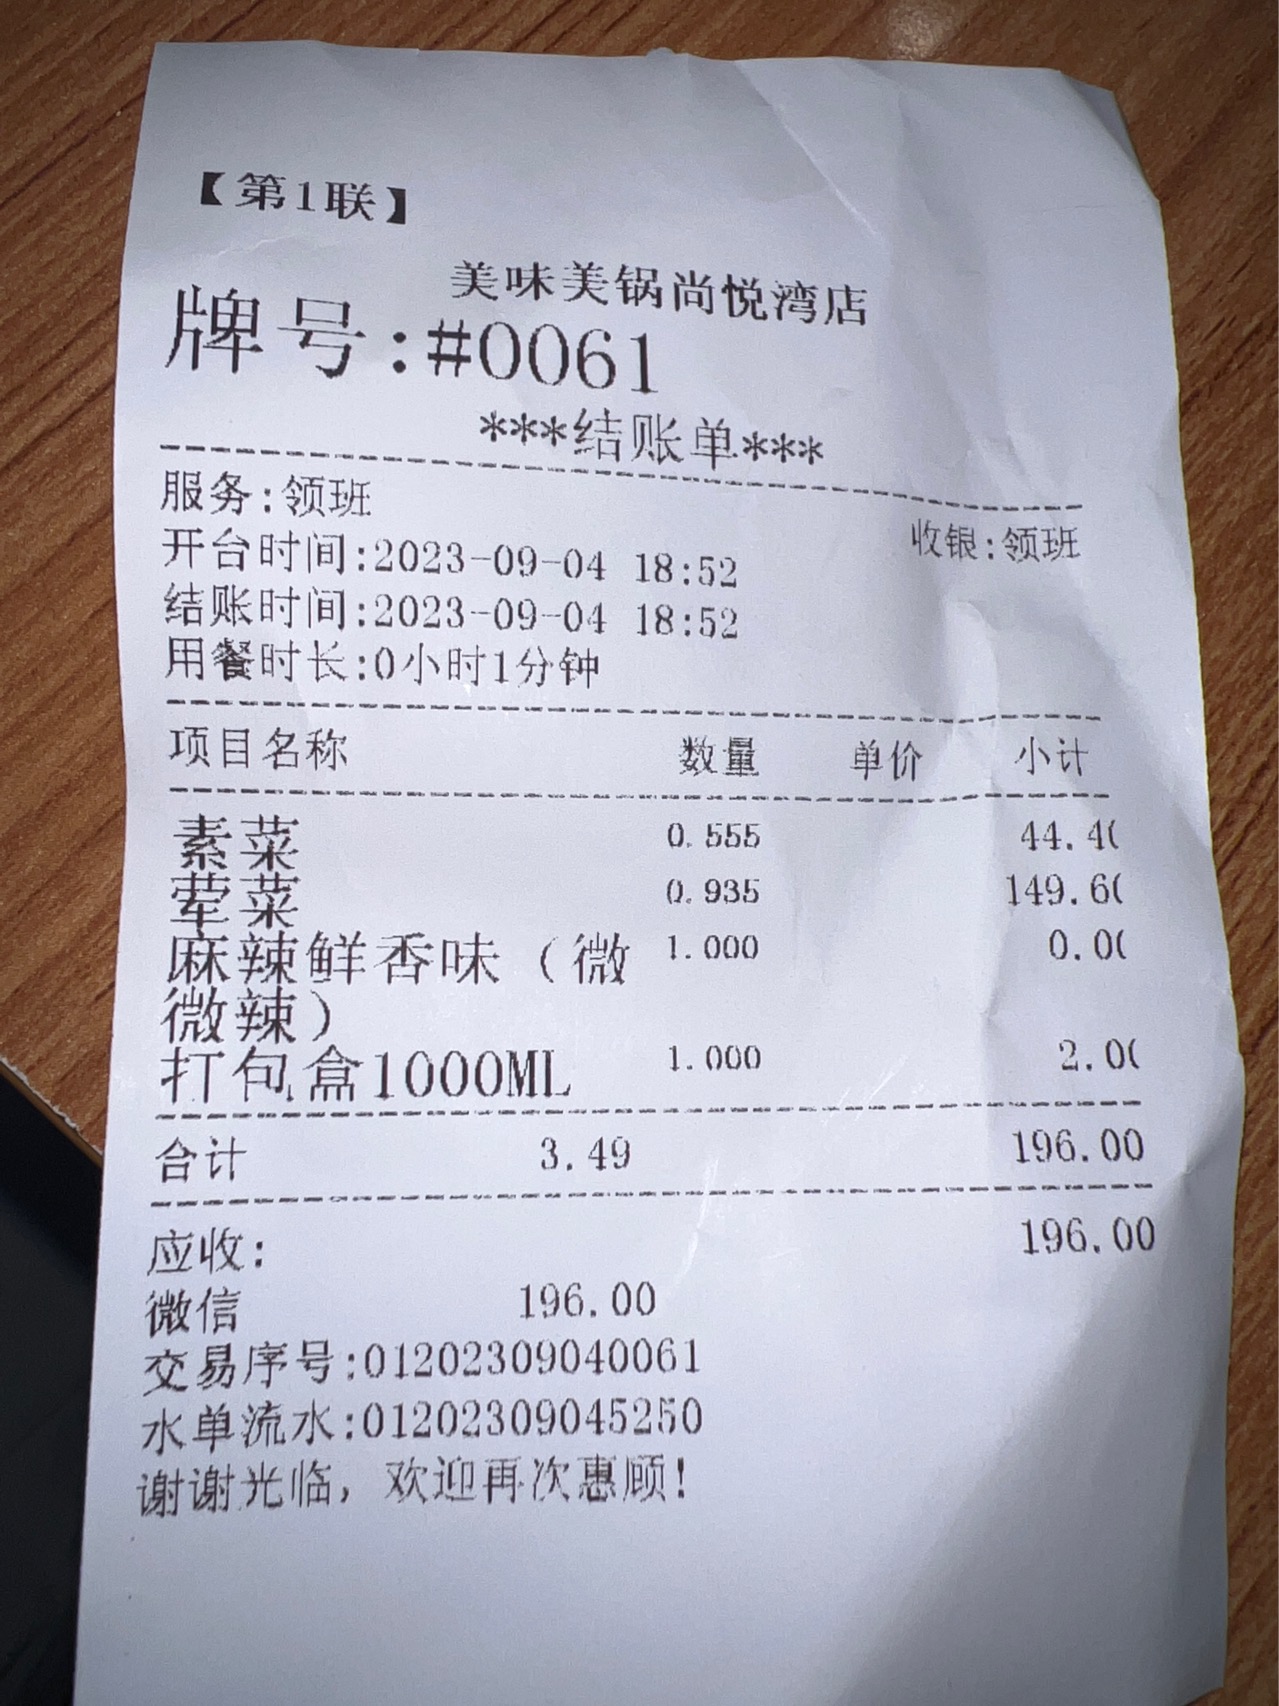 【第1联】
美味美锅尚悦湾店
牌号:#0061
***结账单***
服务:领班 收银:领班
开台时间:2023-09-04 18:52
结账时间:2023-09-04 18:52
用餐时长:0小时1分钟
项目名称 数量 单价 小计
素菜 0.555 44.40
荤菜 0.935 149.60
麻辣鲜香味（微 1.000 0.00
微辣）
打包盒1000ML 1.000 2.00
合计 3.49 196.00
应收: 196.00
微信 196.00
交易序号:01202309040061
水单流水:01202309045250
谢谢光临, 欢迎再次惠顾!